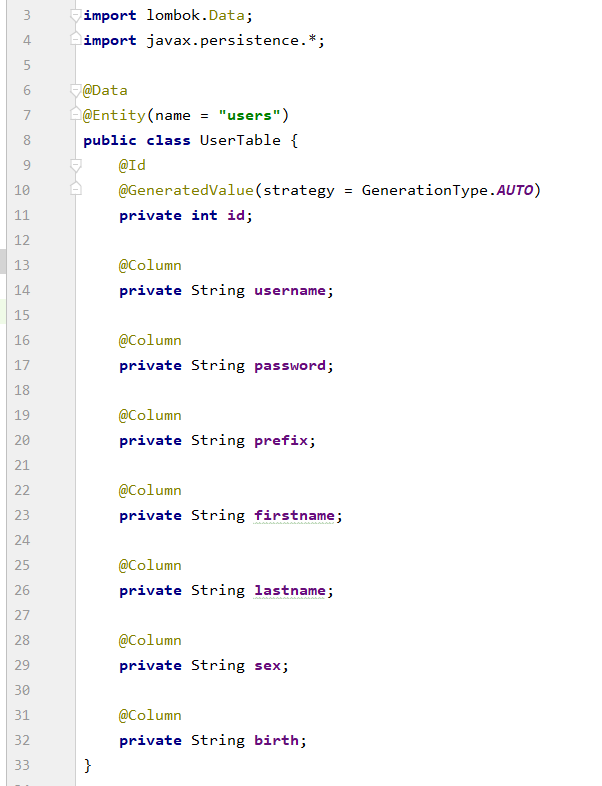 3 import lombok.Data;
4 import javax.persistence.*;
5
6 @Data
7 @Entity(name = "users")
8 public class UserTable {
9 @Id
10 @GeneratedValue(strategy = GenerationType.AUTO)
11 private int id;
12
13 @Column
14 private String username;
15
16 @Column
17 private String password;
18
19 @Column
20 private String prefix;
21
22 @Column
23 private String firstname;
24
25 @Column
26 private String lastname;
27
28 @Column
29 private String sex;
30
31 @Column
32 private String birth;
33 }